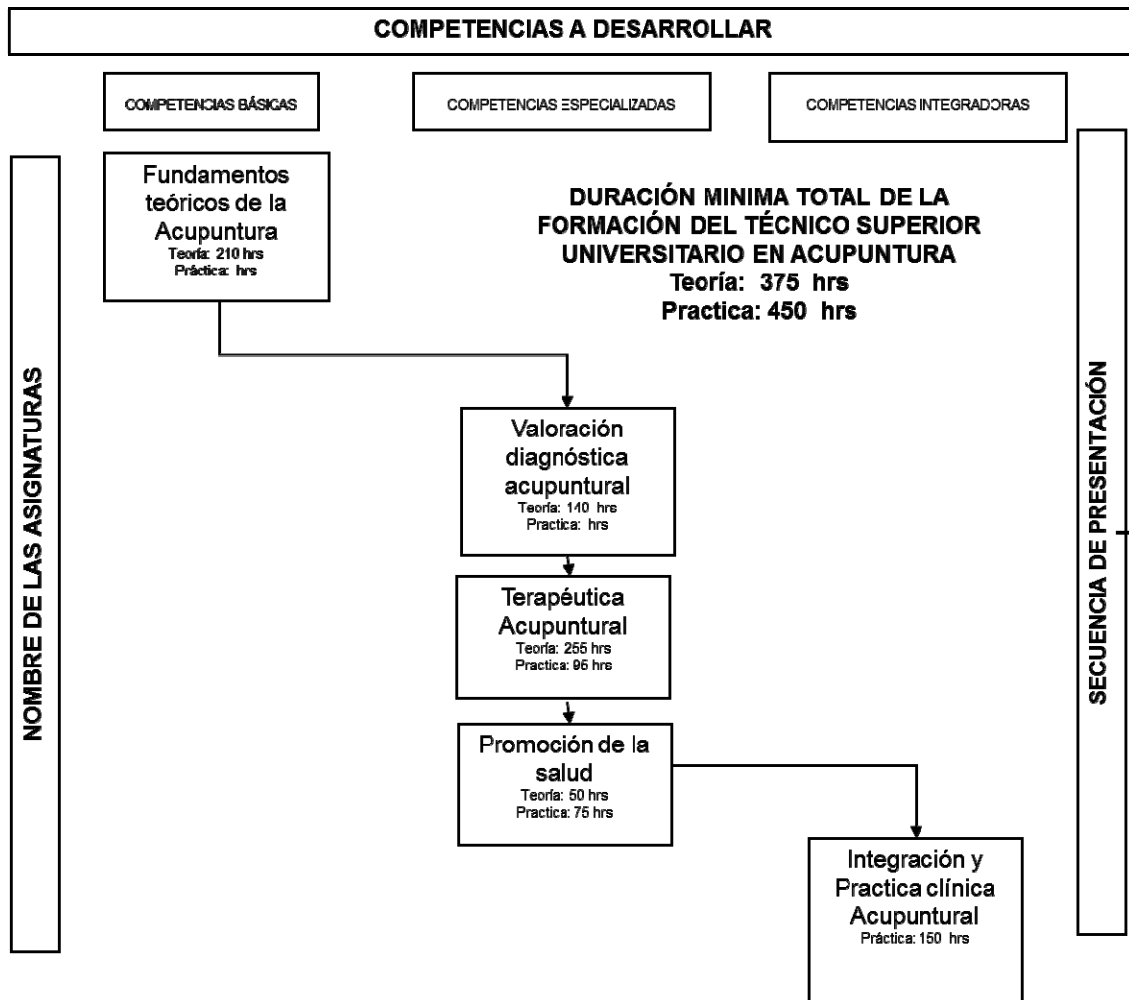 COMPETENCIAS A DESARROLLAR
COMPETENCIAS BÁSICAS
COMPETENCIAS ESPECIALIZADAS
COMPETENCIAS INTEGRADORAS
NOMBRE DE LAS ASIGNATURAS
SECUENCIA DE PRESENTACIÓN
Fundamentos
teóricos de la
Acupuntura
Teoría: 210 hrs
Práctica: hrs
DURACIÓN MINIMA TOTAL DE LA
FORMACIÓN DEL TÉCNICO SUPERIOR
UNIVERSITARIO EN ACUPUNTURA
Teoría: 375 hrs
Practica: 450 hrs
Valoración
diagnóstica
acupuntural
Teoría: 140 hrs
Practica: hrs
Terapéutica
Acupuntural
Teoría: 255 hrs
Practica: 95 hrs
Promoción de la
salud
Teoría: 50 hrs
Practica: 75 hrs
Integración y
Practica clínica
Acupuntural
Práctica: 150 hrs